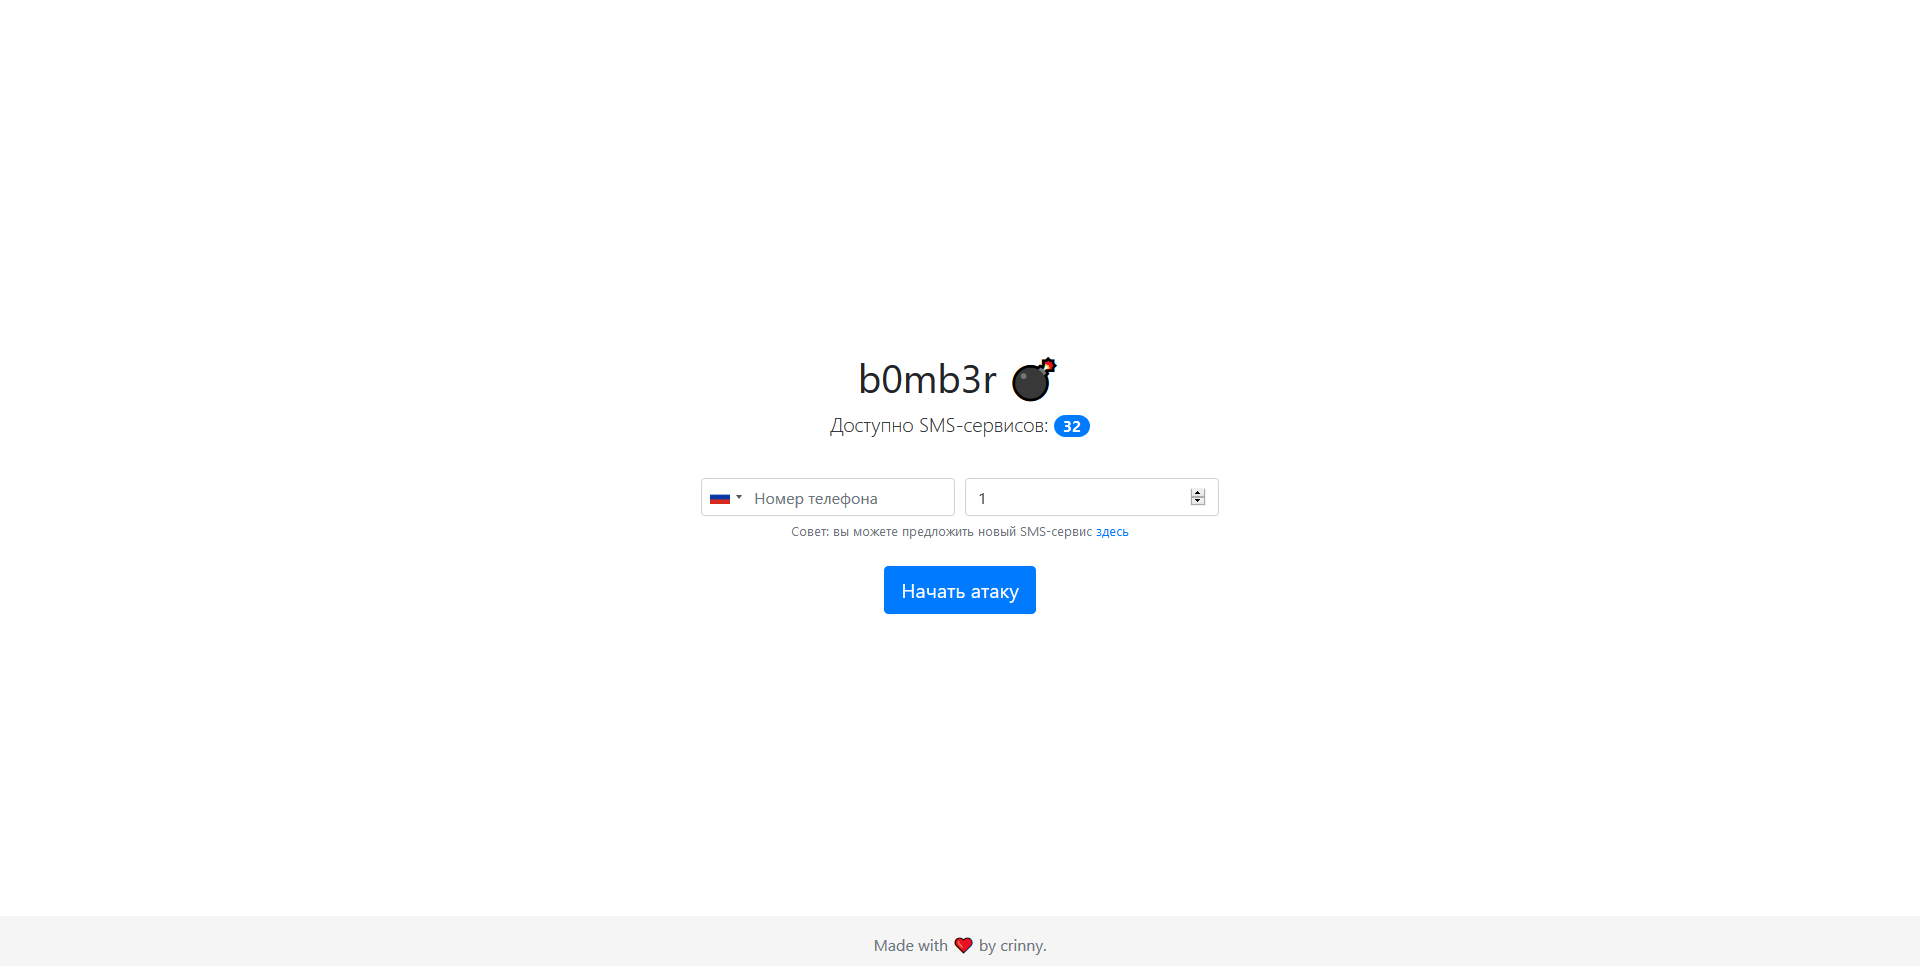 b0mb3r
Доступно SMS-сервисов: 32
Номер телефона 1
Совет: вы можете предложить новый SMS-сервис здесь
Начать атаку
Made with by crinny.